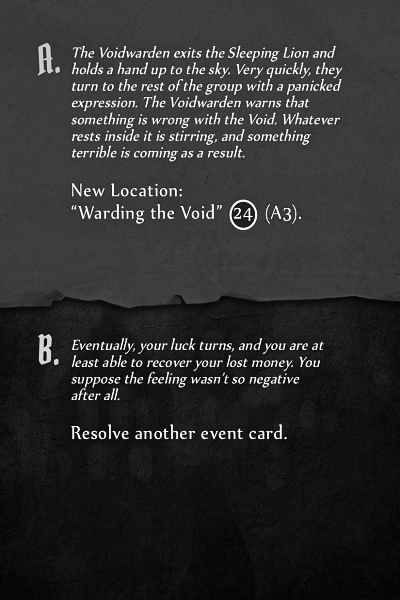 A. The Voidwarden exits the Sleeping Lion and
holds a hand up to the sky. Very quickly, they
turn to the rest of the group with a panicked
expression. The Voidwarden warns that
something is wrong with the Void. Whatever
rests inside it is stirring, and something
terrible is coming as a result.
New Location:
“Warding the Void” 24 (A3).
B. Eventually, your luck turns, and you are at
least able to recover your lost money. You
suppose the feeling wasn't so negative
after all.
Resolve another event card.